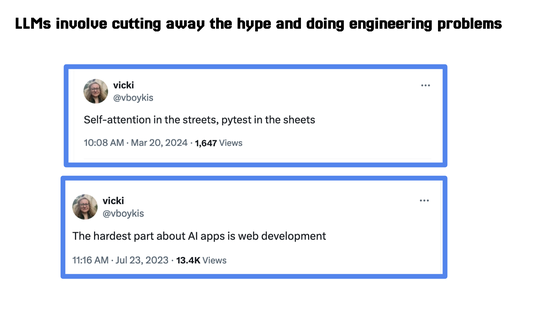 LLMs involve cutting away the hype and doing engineering problems
vicki
@vboykis
Self-attention in the streets, pytest in the sheets
10:08 AM · Mar 20, 2024 · 1,647 Views
vicki
@vboykis
The hardest part about AI apps is web development
11:16 AM · Jul 23, 2023 · 13.4K Views